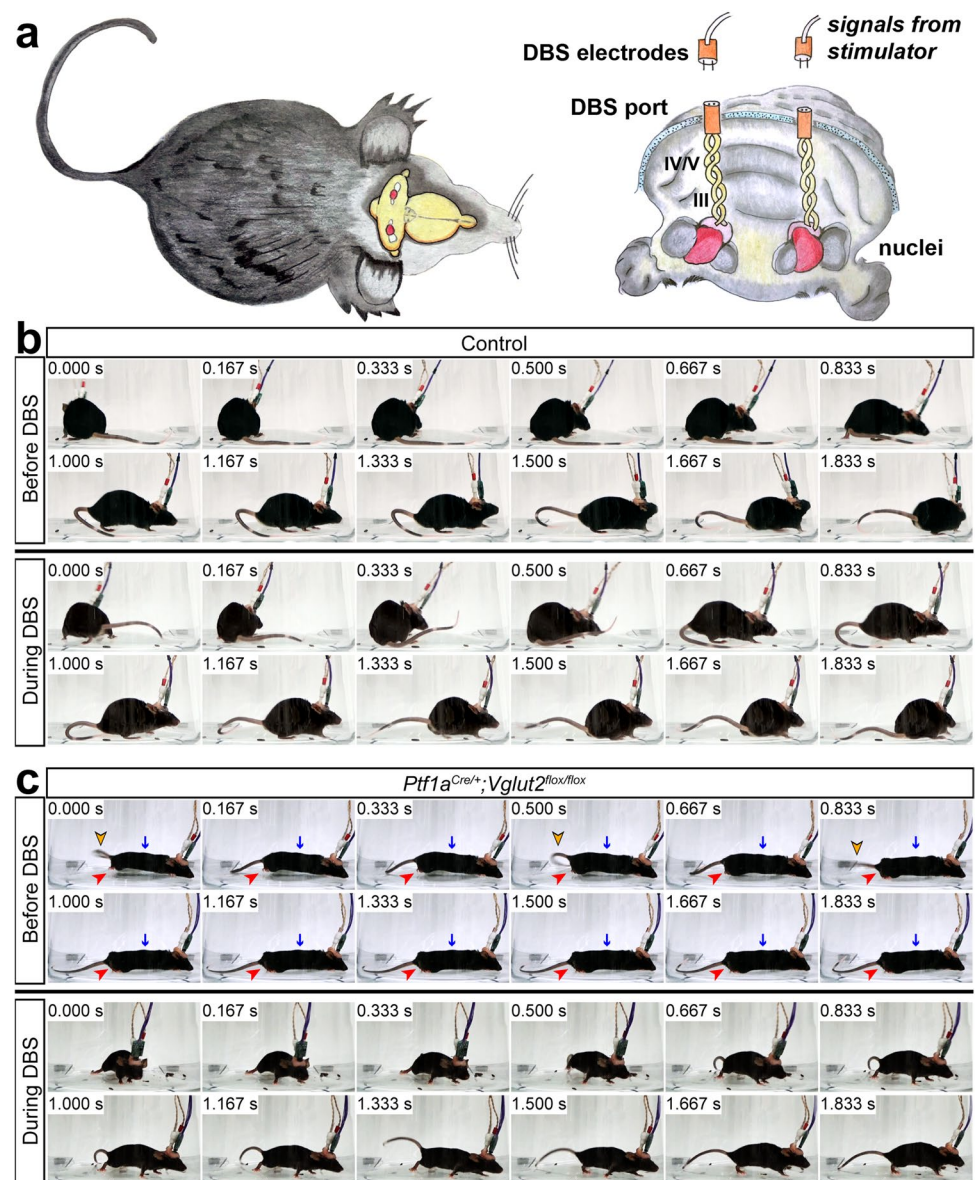 a
DBS electrodes
signals from
stimulator
DBS port
IV/V
III
nuclei
b
Control
Before DBS
0.000 s 0.167 s 0.333 s 0.500 s 0.667 s 0.833 s
1.000 s 1.167 s 1.333 s 1.500 s 1.667 s 1.833 s
During DBS
0.000 s 0.167 s 0.333 s 0.500 s 0.667 s 0.833 s
1.000 s 1.167 s 1.333 s 1.500 s 1.667 s 1.833 s
c
Ptf1aCre/+;Vglut2flox/flox
Before DBS
0.000 s 0.167 s 0.333 s 0.500 s 0.667 s 0.833 s
1.000 s 1.167 s 1.333 s 1.500 s 1.667 s 1.833 s
During DBS
0.000 s 0.167 s 0.333 s 0.500 s 0.667 s 0.833 s
1.000 s 1.167 s 1.333 s 1.500 s 1.667 s 1.833 s